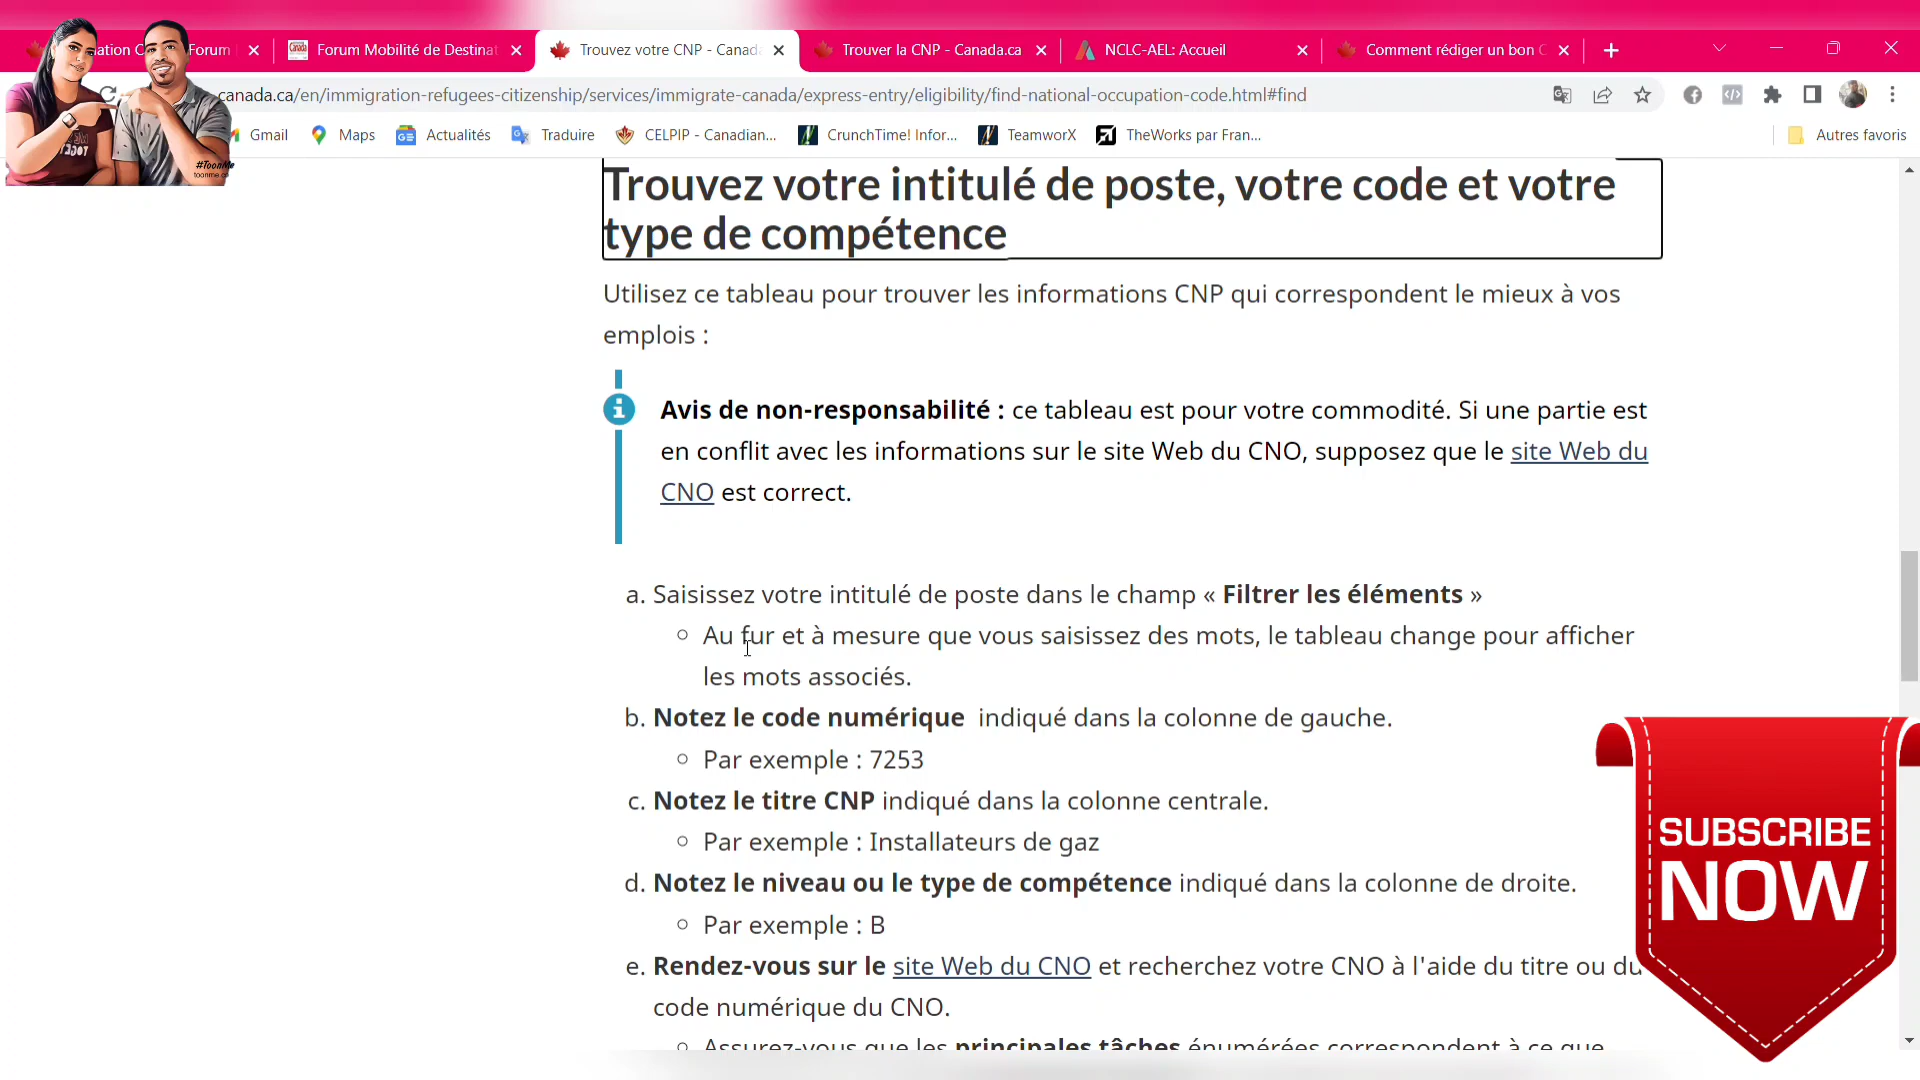 ation C
Forum
Forum Mobilité de Destinat
Trouvez votre CNP - Canad
Trouver la CNP - Canada.ca
NCLC-AEL: Accueil
Comment rédiger un bon C
canada.ca/en/immigration-refugees-citizenship/services/immigrate-canada/express-entry/eligibility/find-national-occupation-code.html#find
Gmail
Maps
Actualités
Traduire
CELPIP - Canadian...
CrunchTime! Infor...
TeamworX
TheWorks par Fran...
Autres favoris
#ToonMe
toonme.c
Trouvez votre intitulé de poste, votre code et votre
type de compétence
Utilisez ce tableau pour trouver les informations CNP qui correspondent le mieux à vos
emplois :
Avis de non-responsabilité : ce tableau est pour votre commodité. Si une partie est
en conflit avec les informations sur le site Web du CNO, supposez que le site Web du
CNO est correct.
a. Saisissez votre intitulé de poste dans le champ « Filtrer les éléments »
Au fur et à mesure que vous saisissez des mots, le tableau change pour afficher
les mots associés.
b. Notez le code numérique indiqué dans la colonne de gauche.
Par exemple : 7253
c. Notez le titre CNP indiqué dans la colonne centrale.
Par exemple : Installateurs de gaz
d. Notez le niveau ou le type de compétence indiqué dans la colonne de droite.
Par exemple : B
e. Rendez-vous sur le site Web du CNO et recherchez votre CNO à l'aide du titre ou du
code numérique du CNO.
Assurez-vous que les principales tâches énumérées correspondent à ce que
SUBSCRIBE
NOW